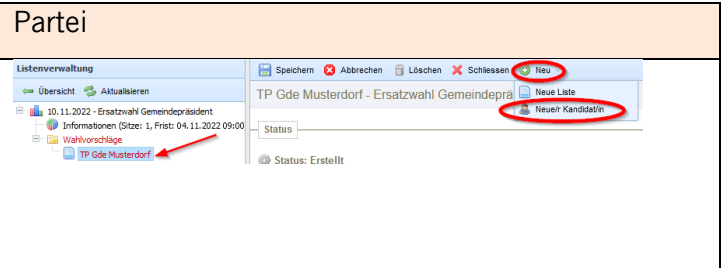 Partei
Listenverwaltung
Speichern Abbrechen Löschen Schliessen Neu
Übersicht Aktualisieren
Neue Liste
TP Gde Musterdorf - Ersatzwahl Gemeindeprä
Neue/r Kandidat/in
10.11.2022 - Ersatzwahl Gemeindepräsident
Informationen (Sitze: 1, Frist: 04.11.2022 09:00
Status
Wahlvorschläge
TP Gde Musterdorf
Status: Erstellt